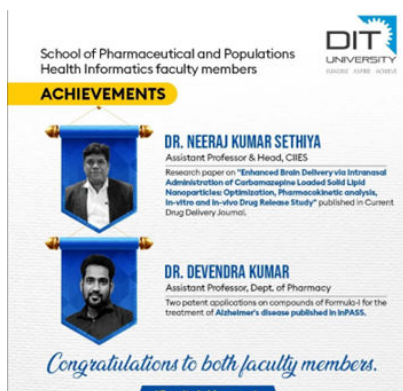 School of Pharmaceutical and Populations
Health Informatics faculty members
DIT
UNIVERSITY
ACHIEVEMENTS
DR. NEERAJ KUMAR SETHIYA
Assistant Professor & Head, CIIES
Research paper on "Enhanced Brain Delivery via Intranasal
Administration of Carbamazepine Loaded Solid Lipid
Nanoparticles: Optimization, Pharmacokinetic analysis,
In-vitro and In-vivo Drug Release Study" published in Current
Drug Delivery Journal.
DR. DEVENDRA KUMAR
Assistant Professor, Dept. of Pharmacy
Two patent applications on compounds of Formula-I for the
treatment of Alzheimer's disease published in InPASS.
Congratulations to both faculty members.